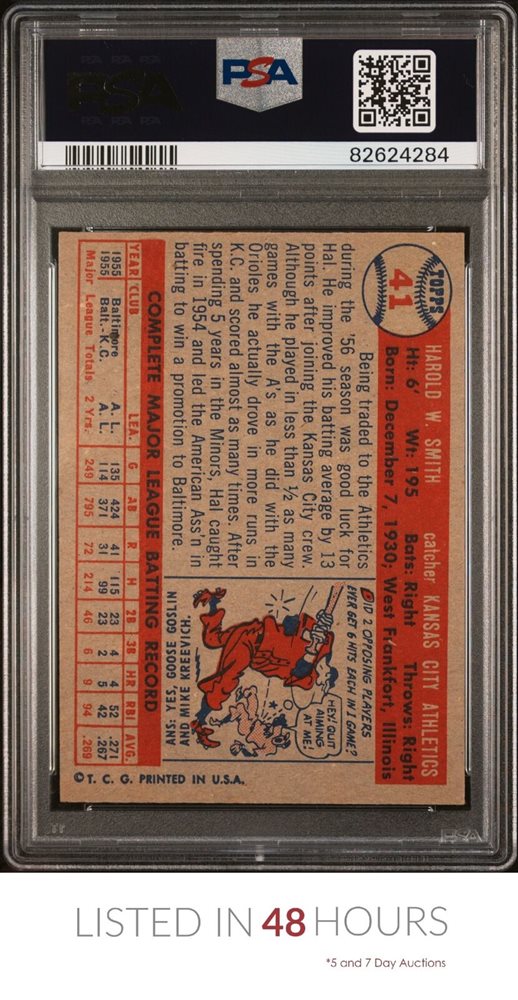 PSA
82624284
TOPPS
41
HAROLD W. SMITH catcher KANSAS CITY ATHLETICS
Ht: 6' Wt: 195 Bats: Right Throws: Right
Born: December 7, 1930; West Frankfort, Illinois
Being traded to the Athletics
during the '56 season was good luck for
Hal. He improved his batting average by 13
points after joining the Kansas City crew.
Although he played in less than ½ as many
games with the A's as he did with the
Orioles he actually drove in more runs in
K.C. and scored almost as many times. After
spending 5 years in the Minors, Hal caught
fire in 1954 and led the American Ass'n in
batting to win a promotion to Baltimore.
DID 2 OPPOSING PLAYERS
EVER GET 6 HITS EACH IN 1 GAME?
HEY! QUIT
AIMING
AT ME!
ANS: YES. GOOSE GOSLIN
AND MIKE KREEVICH.
COMPLETE MAJOR LEAGUE BATTING RECORD
YEAR CLUB LEA. G AB R H 2B 3B HR RBI AVG.
1955 Baltimore A. L. 135 424 41 115 23 4 4 52 .271
1955 Balt.-K.C. A. L. 114 371 31 99 23 2 5 42 .267
Major League Totals 2 Yrs. 249 795 72 214 46 6 9 94 .269
© T. C. G. PRINTED IN U.S.A.
PSA
LISTED IN 48 HOURS
*5 and 7 Day Auctions